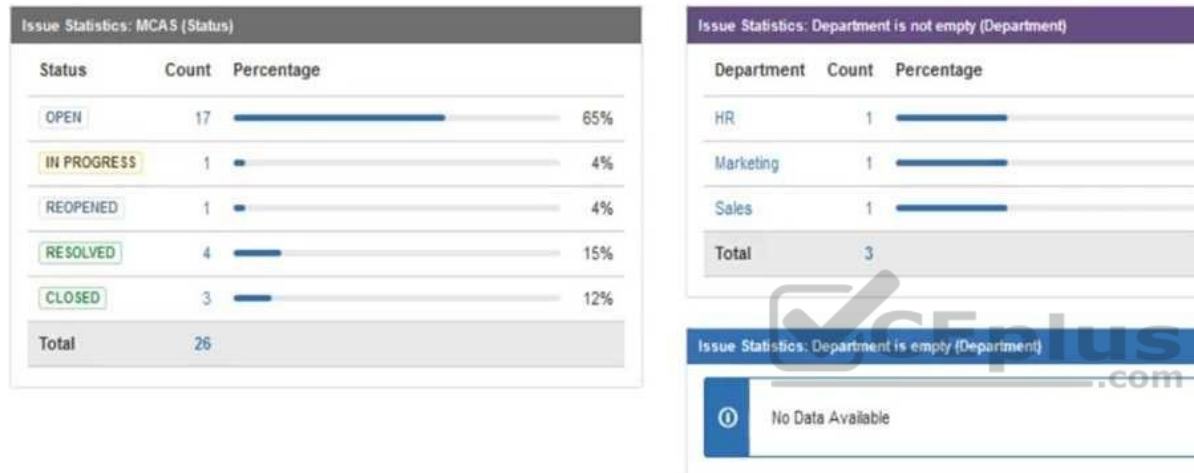 Issue Statistics: MCAS (Status)
Status Count Percentage
OPEN 17 65%
IN PROGRESS 1 4%
REOPENED 1 4%
RESOLVED 4 15%
CLOSED 3 12%
Total 26
Issue Statistics: Department is not empty (Department)
Department Count Percentage
HR 1
Marketing 1
Sales 1
Total 3
Issue Statistics: Department is empty (Department)
No Data Available
CEplus
.com